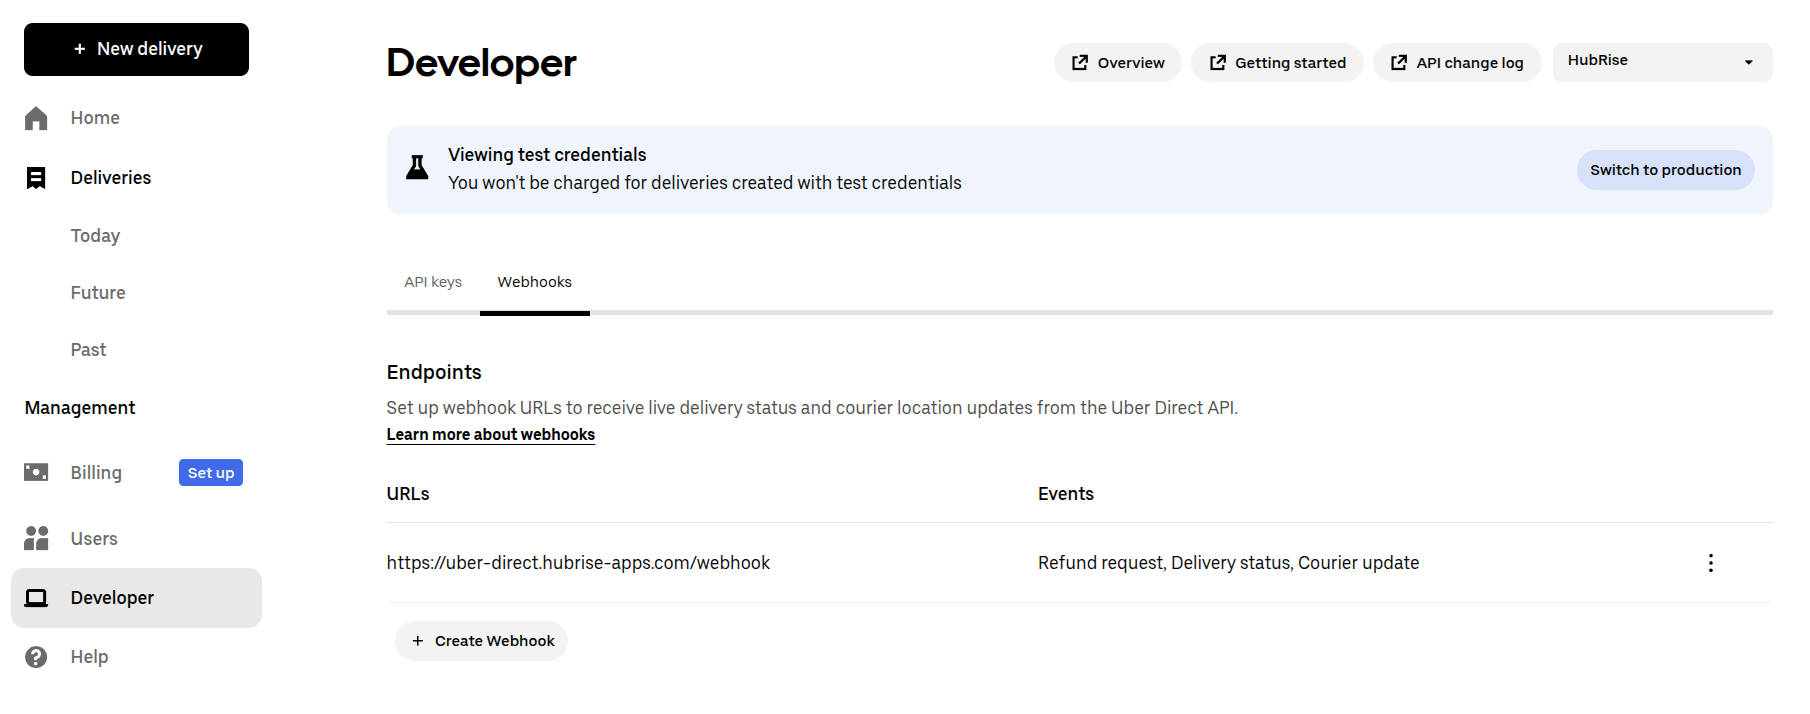 + New delivery
Home
Deliveries
Today
Future
Past
Management
Billing
Set up
Users
Developer
Help
Developer
Overview
Getting started
API change log
HubRise
Viewing test credentials
You won't be charged for deliveries created with test credentials
Switch to production
API keys
Webhooks
Endpoints
Set up webhook URLs to receive live delivery status and courier location updates from the Uber Direct API.
Learn more about webhooks
URLs
Events
https://uber-direct.hubrise-apps.com/webhook
Refund request, Delivery status, Courier update
+ Create Webhook